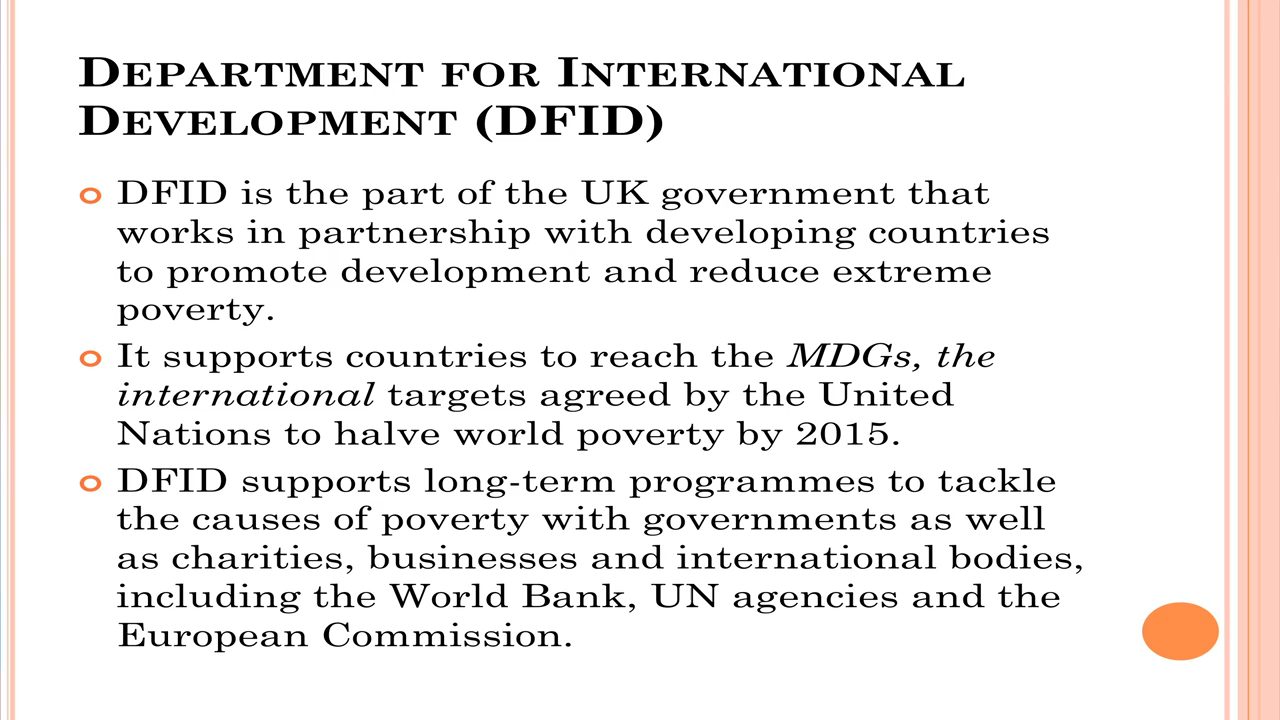 DEPARTMENT FOR INTERNATIONAL
DEVELOPMENT (DFID)
DFID is the part of the UK government that
works in partnership with developing countries
to promote development and reduce extreme
poverty.
It supports countries to reach the MDGs, the
international targets agreed by the United
Nations to halve world poverty by 2015.
DFID supports long-term programmes to tackle
the causes of poverty with governments as well
as charities, businesses and international bodies,
including the World Bank, UN agencies and the
European Commission.